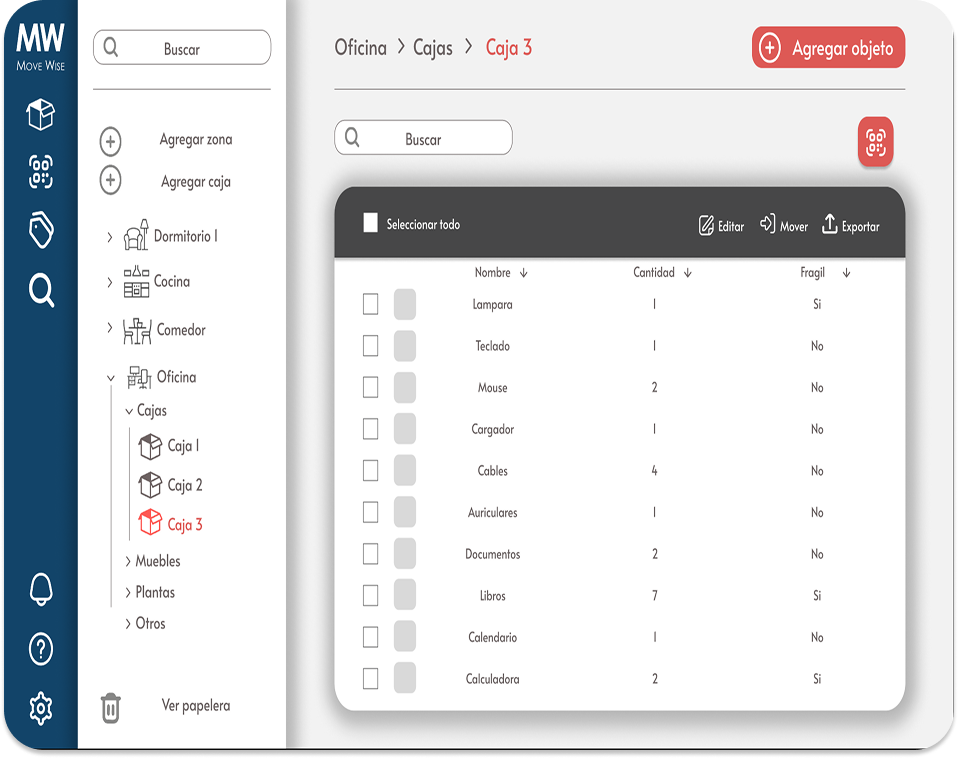 MW
MOVE WISE
Buscar
Agregar zona
Agregar caja
Dormitorio 1
Cocina
Comedor
Oficina
Cajas
Caja 1
Caja 2
Caja 3
Muebles
Plantas
Otros
Ver papelera
Oficina > Cajas > Caja 3
Agregar objeto
Buscar
Seleccionar todo Editar Mover Exportar
Nombre ↓ Cantidad ↓ Fragil ↓
Lampara 1 Si
Teclado 1 No
Mouse 2 No
Cargador 1 No
Cables 4 No
Auriculares 1 No
Documentos 2 No
Libros 7 Si
Calendario 1 No
Calculadora 2 Si